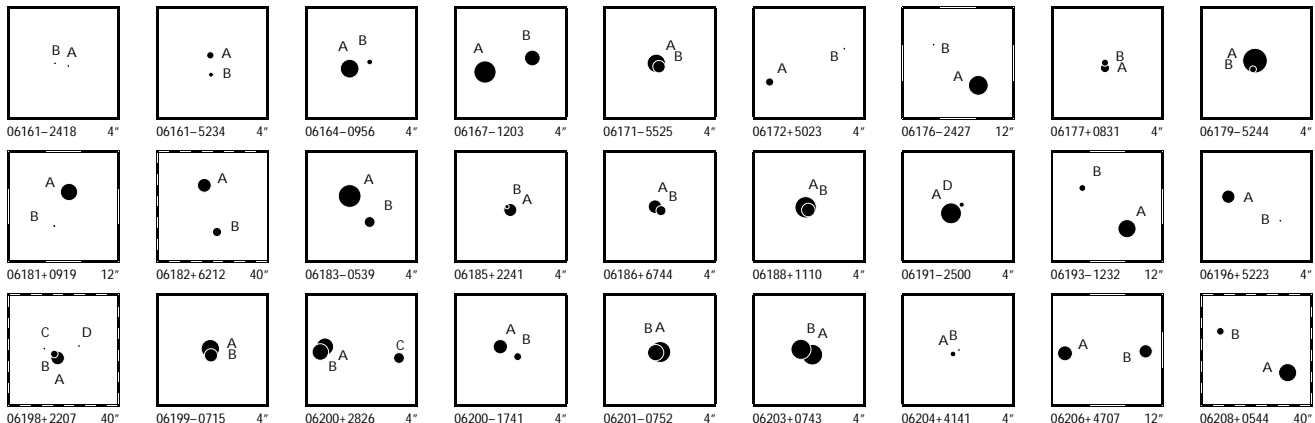 B A
A
B
A B
A B
A
B
B
A
B
A
B
A
A
B
06161−2418 4″ 06161−5234 4″ 06164−0956 4″ 06167−1203 4″ 06171−5525 4″ 06172+5023 4″ 06176−2427 12″ 06177+0831 4″ 06179−5244 4″
A
B
A
B
A
B
B
A
A
B
A B
D
A
B
A
A
B
06181+0919 12″ 06182+6212 40″ 06183−0539 4″ 06185+2241 4″ 06186+6744 4″ 06188+1110 4″ 06191−2500 4″ 06193−1232 12″ 06196+5223 4″
C D
B
A
A
B
A
B
C
A
B
B A
B A
A B
A
B
B
A
06198+2207 40″ 06199−0715 4″ 06200+2826 4″ 06200−1741 4″ 06201−0752 4″ 06203+0743 4″ 06204+4141 4″ 06206+4707 12″ 06208+0544 40″